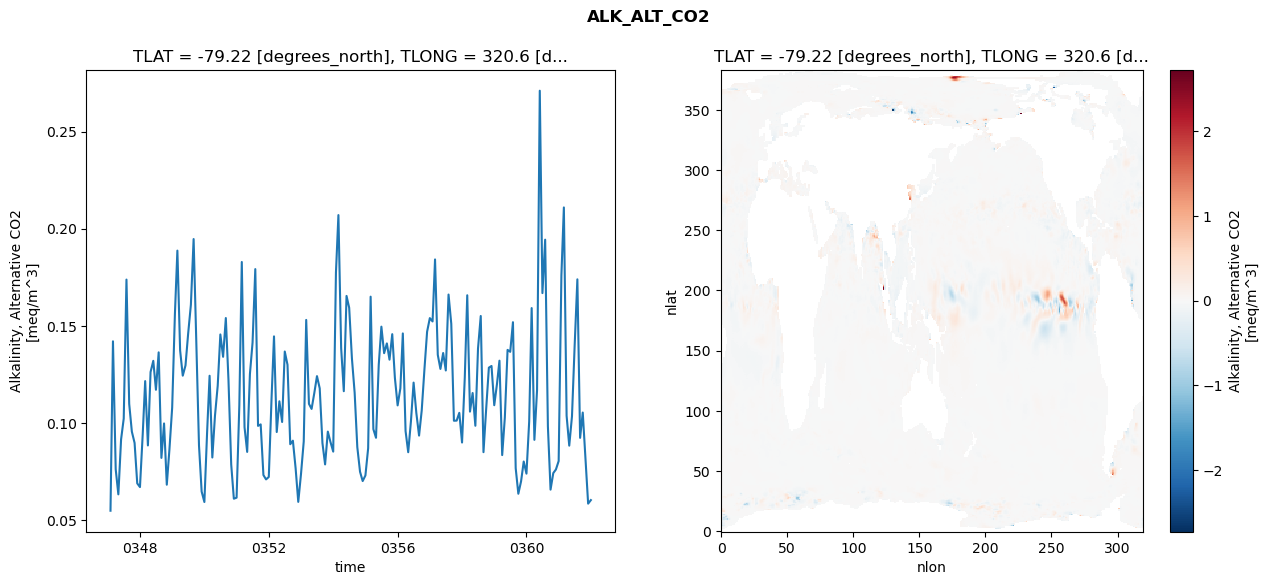 ALK_ALT_CO2
TLAT = -79.22 [degrees_north], TLONG = 320.6 [d...
Alkalinity, Alternative CO2
[meq/m^3]
0.25
0.20
0.15
0.10
0.05
0348
0352
0356
0360
time
TLAT = -79.22 [degrees_north], TLONG = 320.6 [d...
nlat
350
300
250
200
150
100
50
0
0
50
100
150
200
250
300
nlon
2
1
0
−1
−2
Alkalinity, Alternative CO2
[meq/m^3]